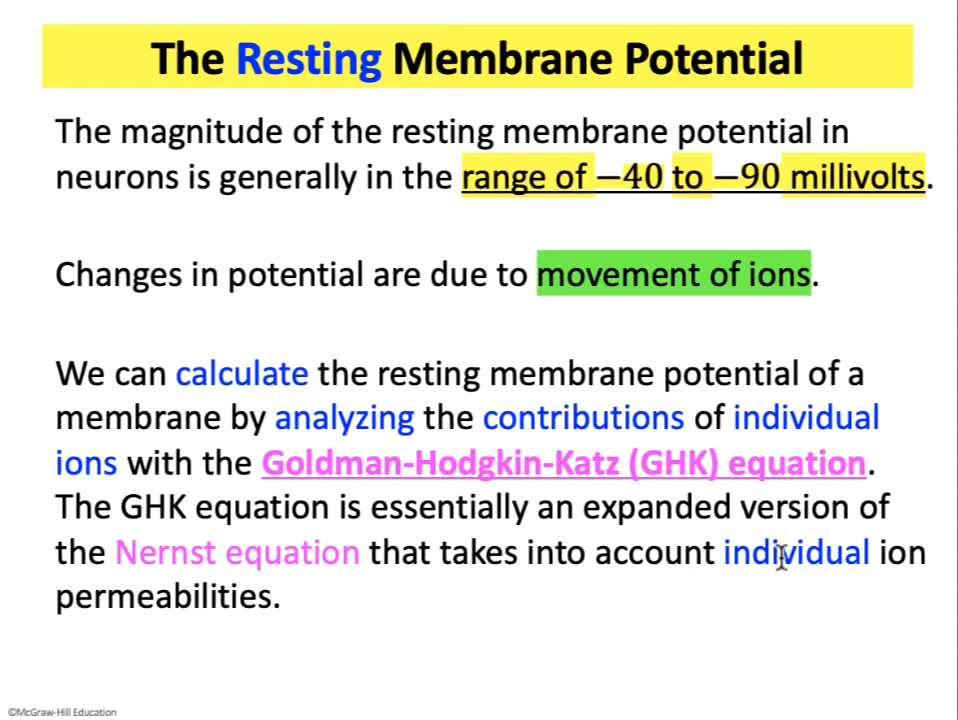 The Resting Membrane Potential
The magnitude of the resting membrane potential in
neurons is generally in the range of −40 to −90 millivolts.
Changes in potential are due to movement of ions.
We can calculate the resting membrane potential of a
membrane by analyzing the contributions of individual
ions with the Goldman-Hodgkin-Katz (GHK) equation.
The GHK equation is essentially an expanded version of
the Nernst equation that takes into account individual ion
permeabilities.
©McGraw-Hill Education